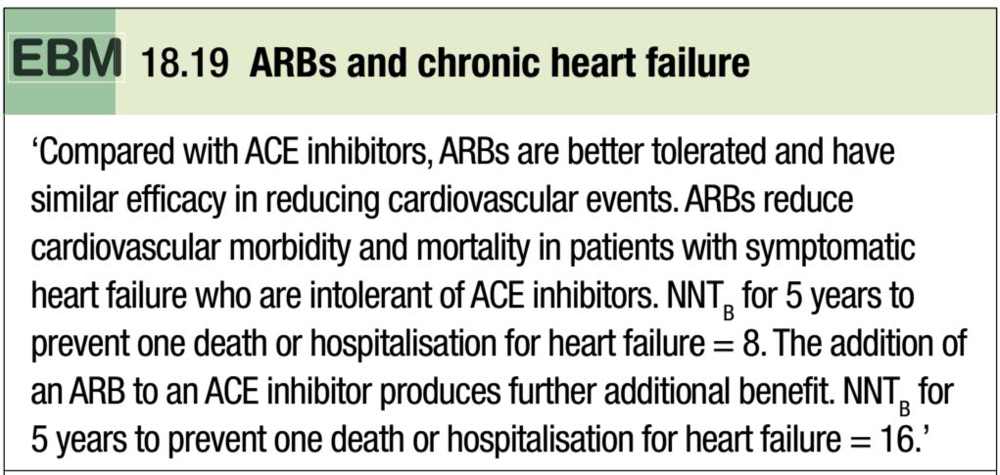 EBM 18.19 ARBs and chronic heart failure
‘Compared with ACE inhibitors, ARBs are better tolerated and have
similar efficacy in reducing cardiovascular events. ARBs reduce
cardiovascular morbidity and mortality in patients with symptomatic
heart failure who are intolerant of ACE inhibitors. NNTB for 5 years to
prevent one death or hospitalisation for heart failure = 8. The addition of
an ARB to an ACE inhibitor produces further additional benefit. NNTB for
5 years to prevent one death or hospitalisation for heart failure = 16.’